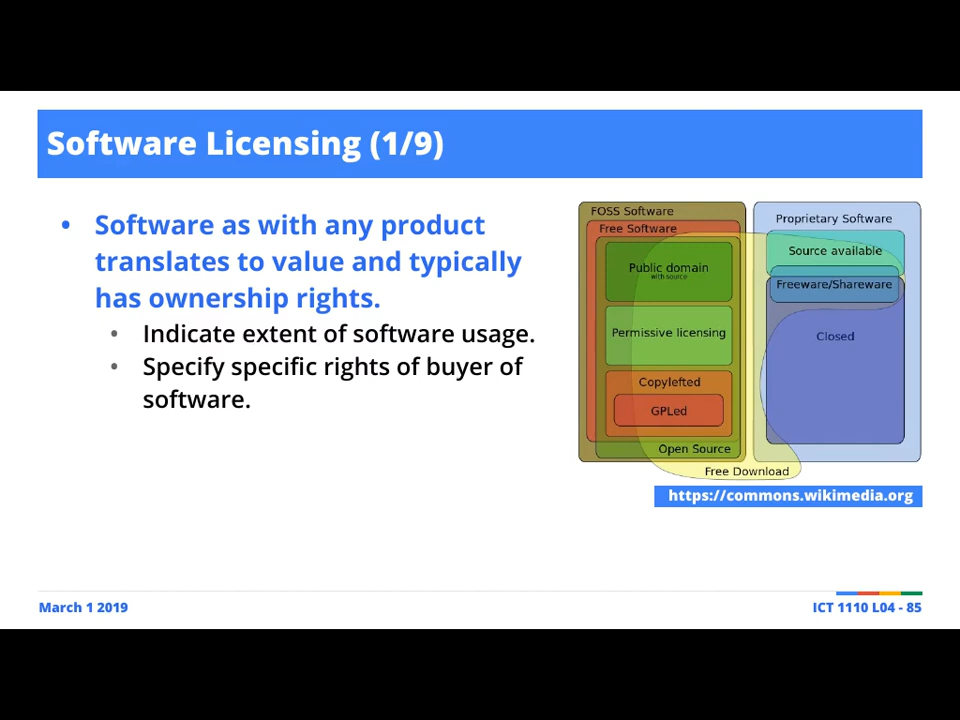 Software Licensing (1/9)
• Software as with any product
translates to value and typically
has ownership rights.
• Indicate extent of software usage.
• Specify specific rights of buyer of
software.
FOSS Software
Free Software
Public domain
with source
Permissive licensing
Copylefted
GPLed
Open Source
Free Download
Proprietary Software
Source available
Freeware/Shareware
Closed
https://commons.wikimedia.org
March 1 2019
ICT 1110 L04 - 85